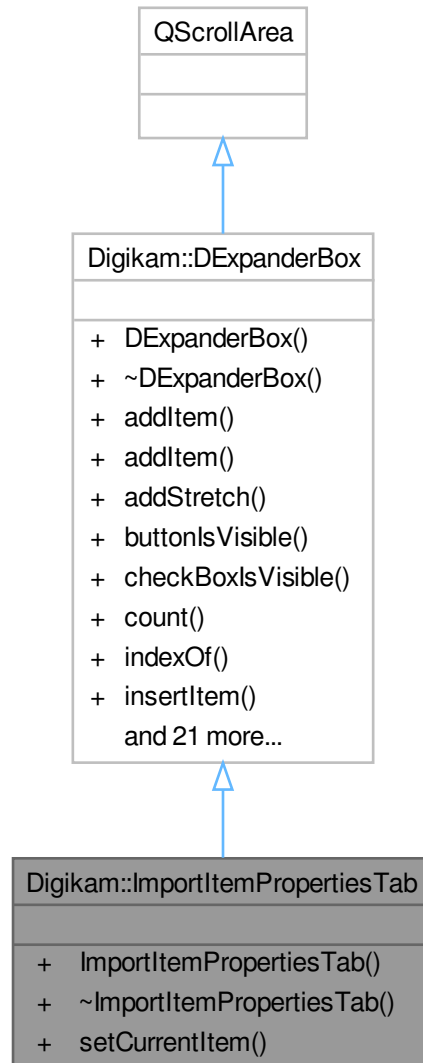 QScrollArea
Digikam::DExpanderBox
+ DExpanderBox()
+ ~DExpanderBox()
+ addItem()
+ addItem()
+ addStretch()
+ buttonIsVisible()
+ checkBoxIsVisible()
+ count()
+ indexOf()
+ insertItem()
and 21 more...
Digikam::ImportItemPropertiesTab
+ ImportItemPropertiesTab()
+ ~ImportItemPropertiesTab()
+ setCurrentItem()